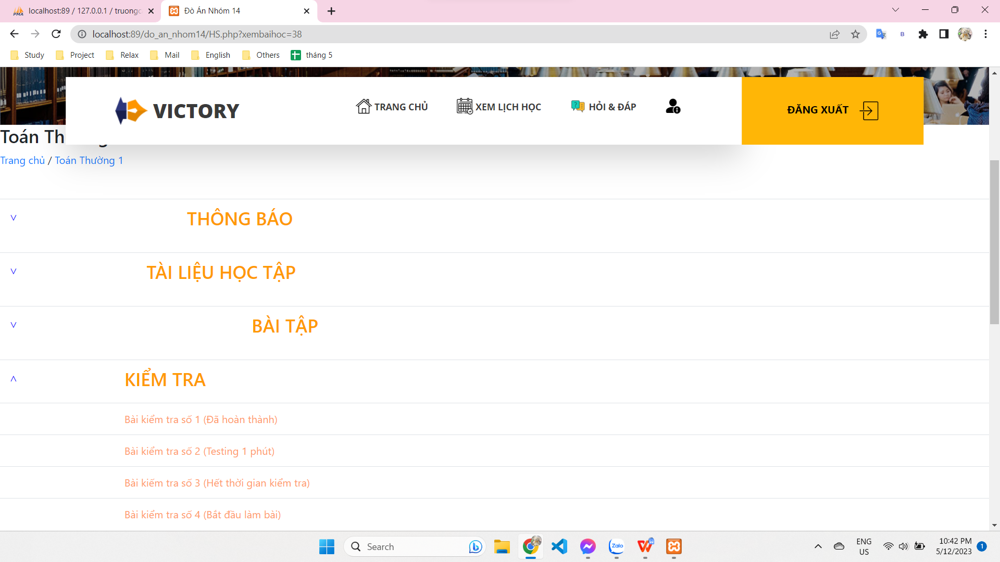 localhost:89 / 127.0.0.1 / truongc
Đò Án Nhóm 14
localhost:89/do_an_nhom14/HS.php?xembaihoc=38
Study
Project
Relax
Mail
English
Others
tháng 5
VICTORY
TRANG CHỦ
XEM LỊCH HỌC
HỎI & ĐÁP
ĐĂNG XUẤT
Toán Th
Trang chủ / Toán Thường 1
V
THÔNG BÁO
V
TÀI LIỆU HỌC TẬP
V
BÀI TẬP
KIỂM TRA
Bài kiểm tra số 1 (Đã hoàn thành)
Bài kiểm tra số 2 (Testing 1 phút)
Bài kiếm tra số 3 (Hết thời gian kiểm tra)
Bài kiểm tra số 4 (Bắt đầu làm bài)
Search
Zalo
ENG
US
10:42 PM
5/12/2023
1